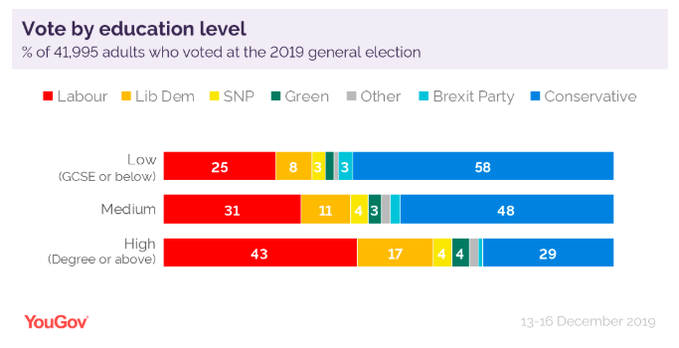 Vote by education level
% of 41,995 adults who voted at the 2019 general election
Labour Lib Dem SNP Green Other Brexit Party Conservative
Low
(GCSE or below)
25 8 3 3 58
Medium
31 11 4 3 48
High
(Degree or above)
43 17 4 4 29
YouGov
13-16 December 2019